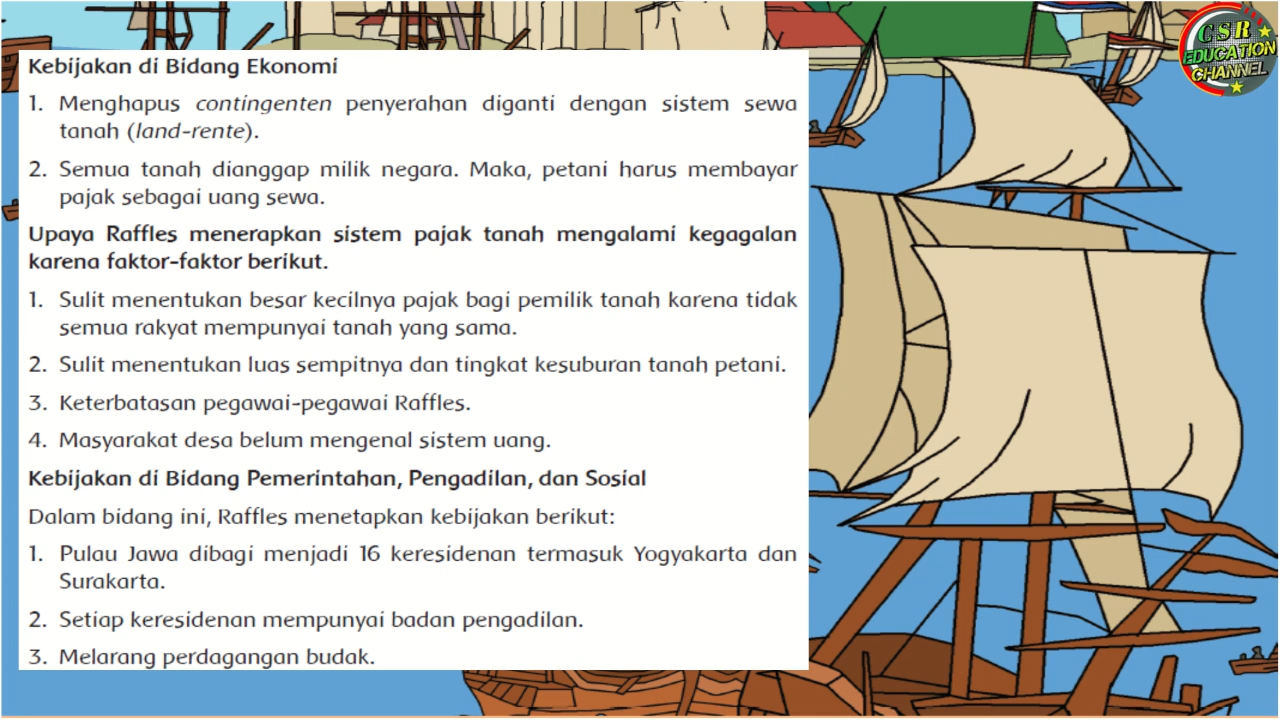 Kebijakan di Bidang Ekonomi
1. Menghapus contingenten penyerahan diganti dengan sistem sewa
tanah (land-rente).
2. Semua tanah dianggap milik negara. Maka, petani harus membayar
pajak sebagai uang sewa.
Upaya Raffles menerapkan sistem pajak tanah mengalami kegagalan
karena faktor-faktor berikut.
1. Sulit menentukan besar kecilnya pajak bagi pemilik tanah karena tidak
semua rakyat mempunyai tanah yang sama.
2. Sulit menentukan luas sempitnya dan tingkat kesuburan tanah petani.
3. Keterbatasan pegawai-pegawai Raffles.
4. Masyarakat desa belum mengenal sistem uang.
Kebijakan di Bidang Pemerintahan, Pengadilan, dan Sosial
Dalam bidang ini, Raffles menetapkan kebijakan berikut:
1. Pulau Jawa dibagi menjadi 16 keresidenan termasuk Yogyakarta dan
Surakarta.
2. Setiap keresidenan mempunyai badan pengadilan.
3. Melarang perdagangan budak.
CSR
EDUCATION
CHANNEL